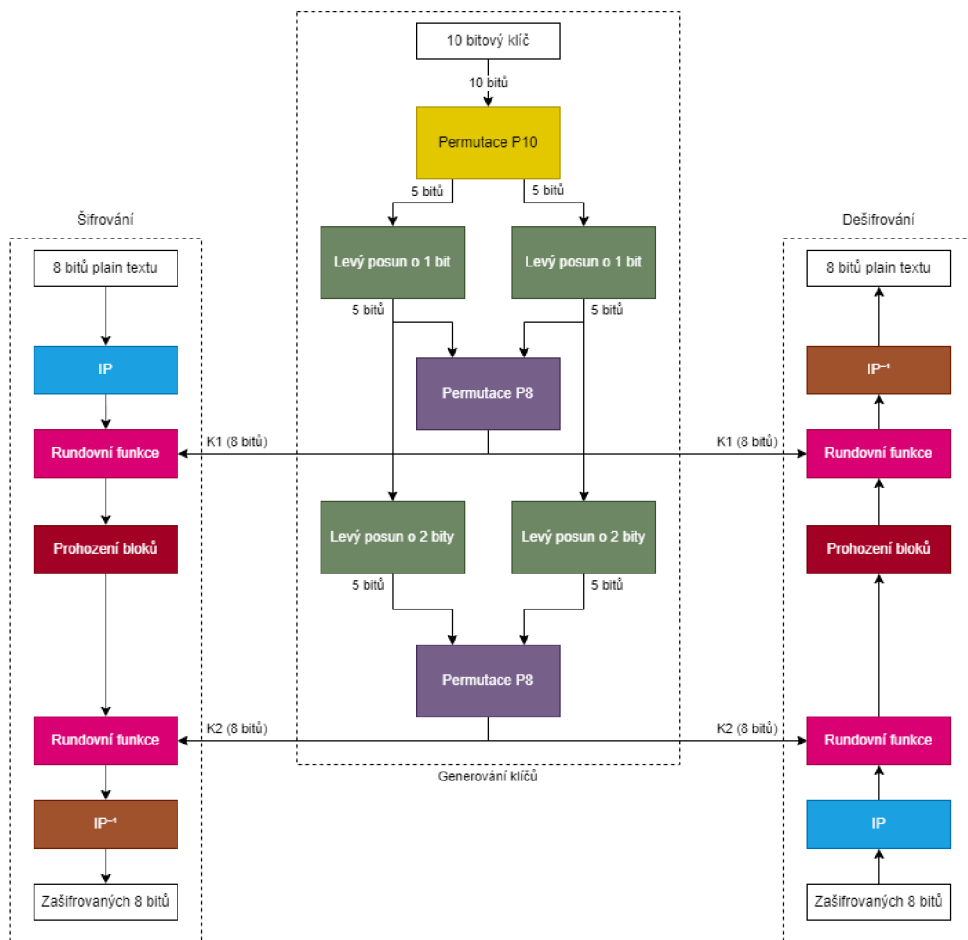 10 bitový klíč
10 bitů
Permutace P10
5 bitů
5 bitů
Levý posun o 1 bit
Levý posun o 1 bit
5 bitů
5 bitů
Permutace P8
K1 (8 bitů)
K1 (8 bitů)
Levý posun o 2 bity
Levý posun o 2 bity
5 bitů
5 bitů
Permutace P8
K2 (8 bitů)
K2 (8 bitů)
Generování klíčů
Šifrování
8 bitů plain textu
IP
Rundovní funkce
Prohození bloků
Rundovní funkce
IP⁻¹
Zašifrovaných 8 bitů
Dešifrování
8 bitů plain textu
IP⁻¹
Rundovní funkce
Prohození bloků
Rundovní funkce
IP
Zašifrovaných 8 bitů